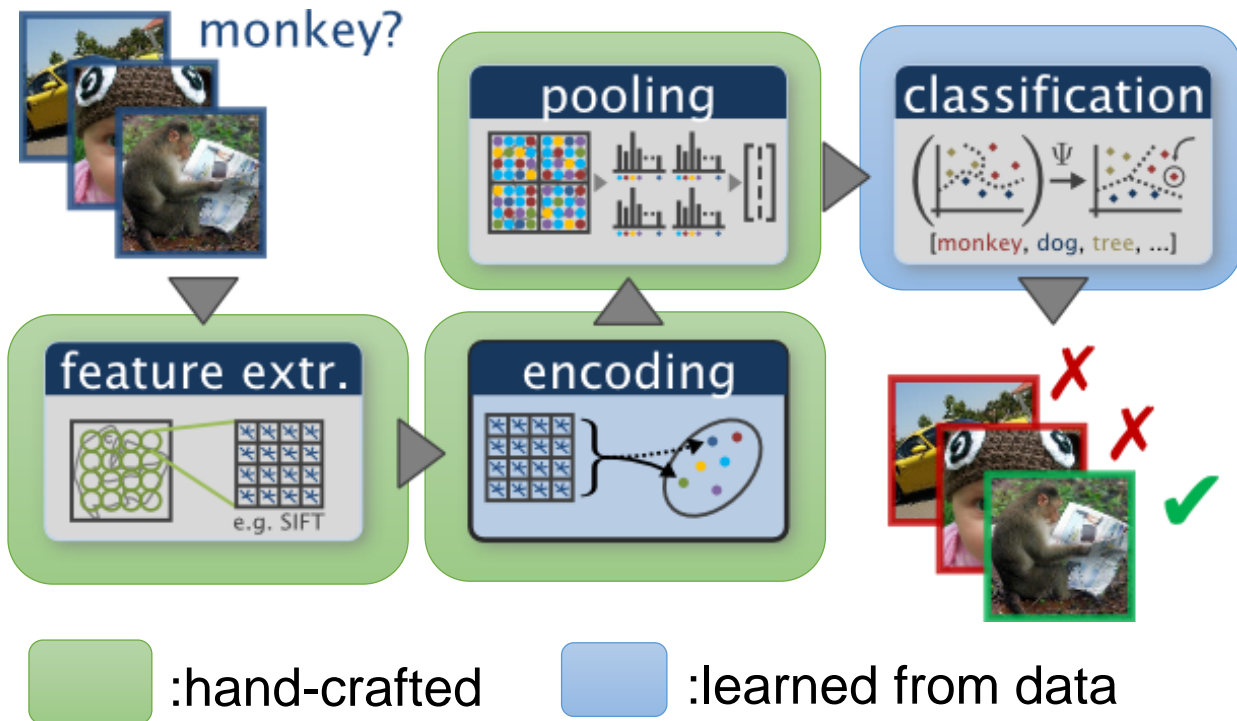 monkey?
feature extr.
e.g. SIFT
encoding
pooling
classification
Ψ
[monkey, dog, tree, ...]
:hand-crafted
:learned from data